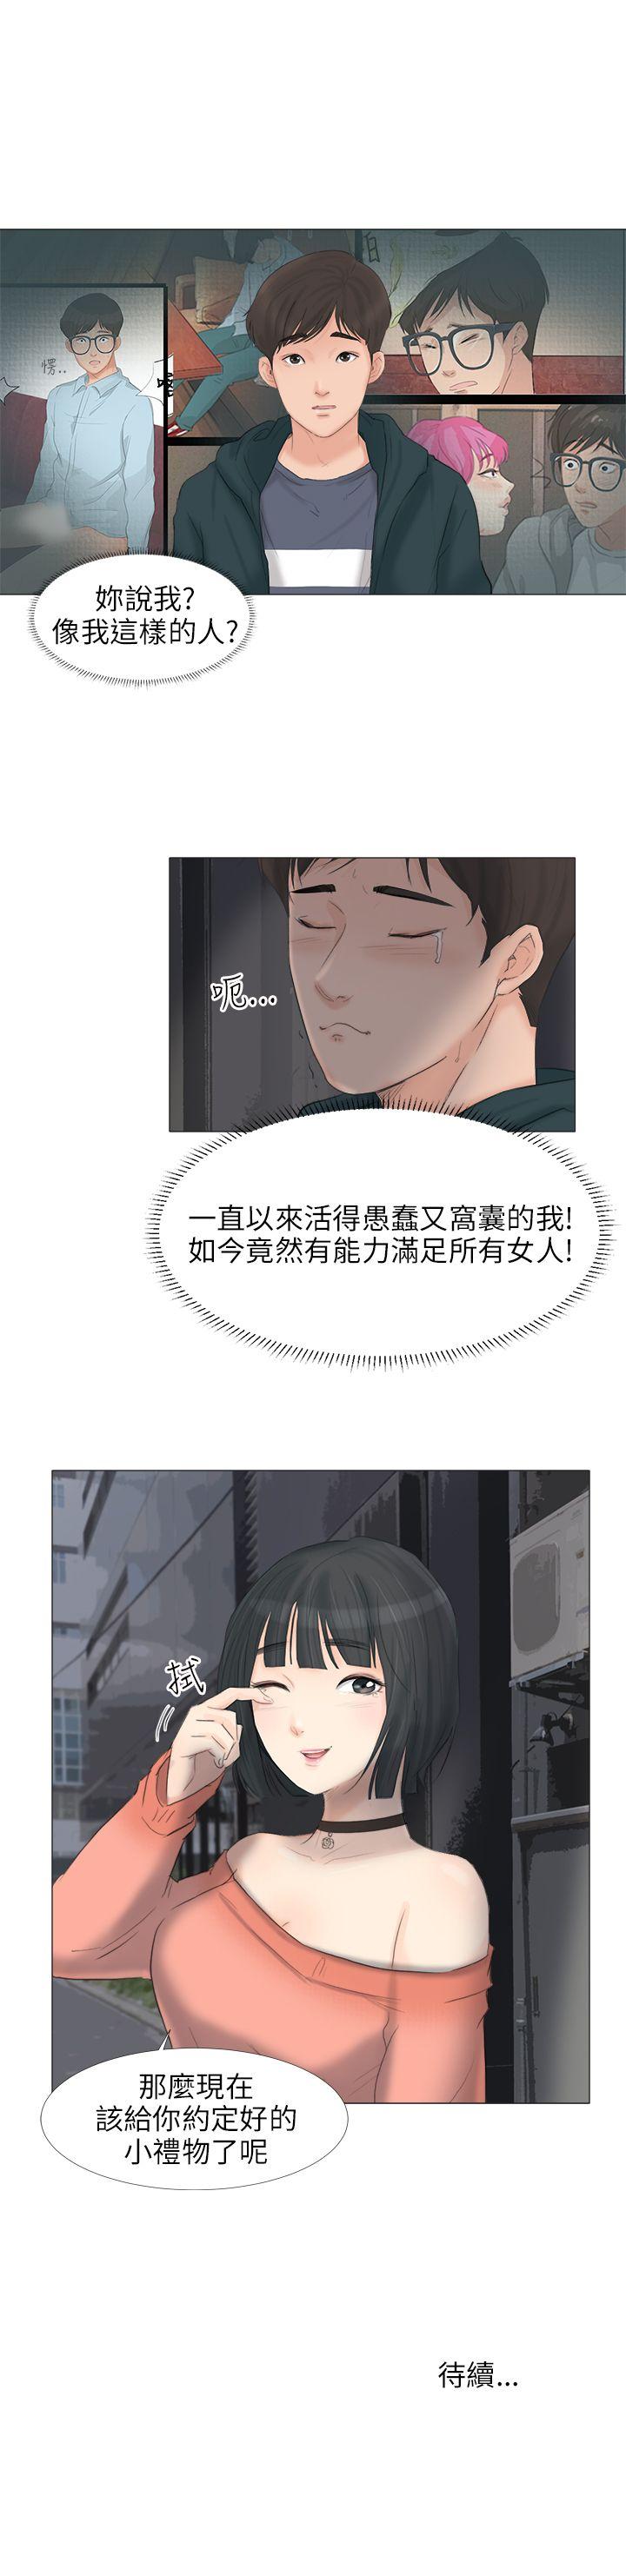 愣..
妳說我?
像我這樣的人?
呃...
一直以來活得愚蠢又窩囊的我!
如今竟然有能力滿足所有女人!
拭
那麼現在
該給你約定好的
小禮物了呢
待續...